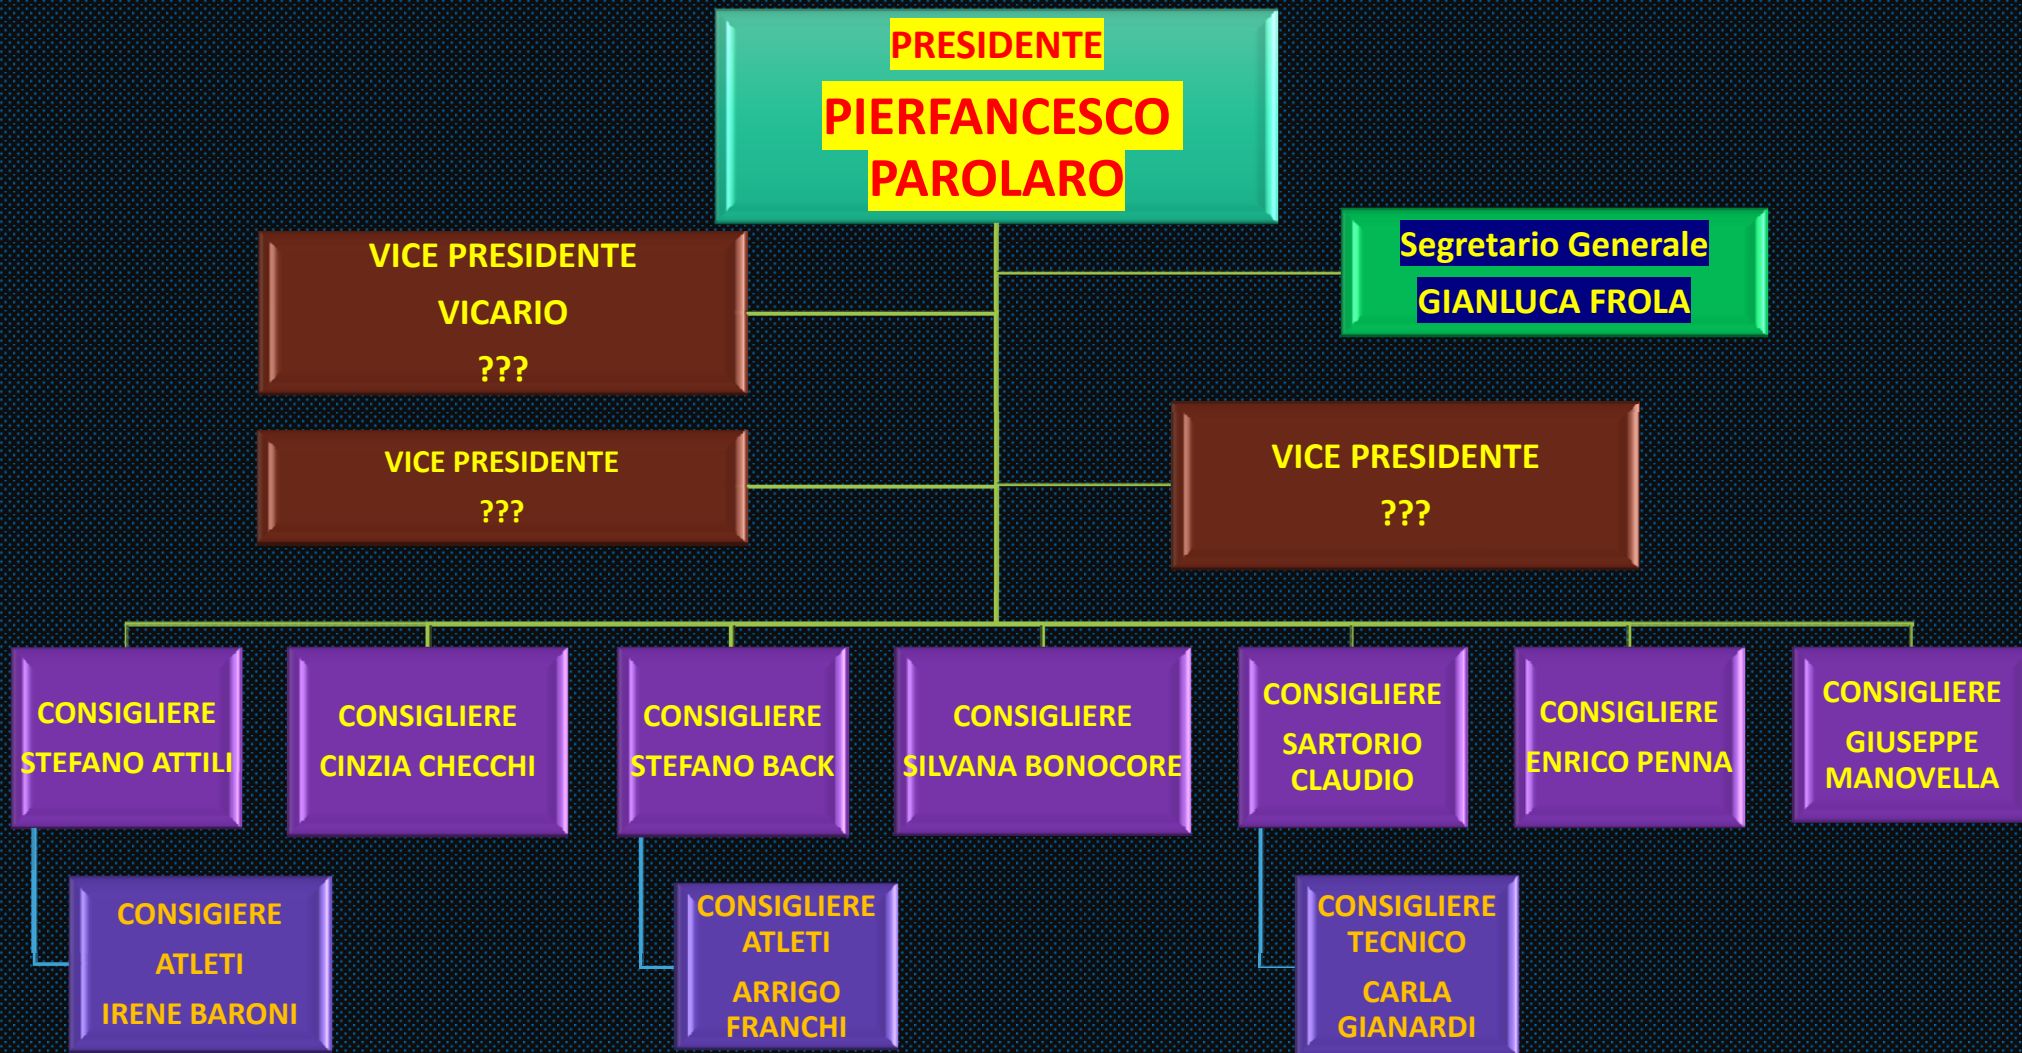 PRESIDENTE
PIERFANCESCO
PAROLARO
Segretario Generale
GIANLUCA FROLA
VICE PRESIDENTE
VICARIO
???
VICE PRESIDENTE
???
VICE PRESIDENTE
???
CONSIGLIERE
STEFANO ATTILI
CONSIGLIERE
CINZIA CHECCHI
CONSIGLIERE
STEFANO BACK
CONSIGLIERE
SILVANA BONOCORE
CONSIGLIERE
SARTORIO
CLAUDIO
CONSIGLIERE
ENRICO PENNA
CONSIGLIERE
GIUSEPPE
MANOVELLA
CONSIGIERE
ATLETI
IRENE BARONI
CONSIGLIERE
ATLETI
ARRIGO
FRANCHI
CONSIGLIERE
TECNICO
CARLA
GIANARDI